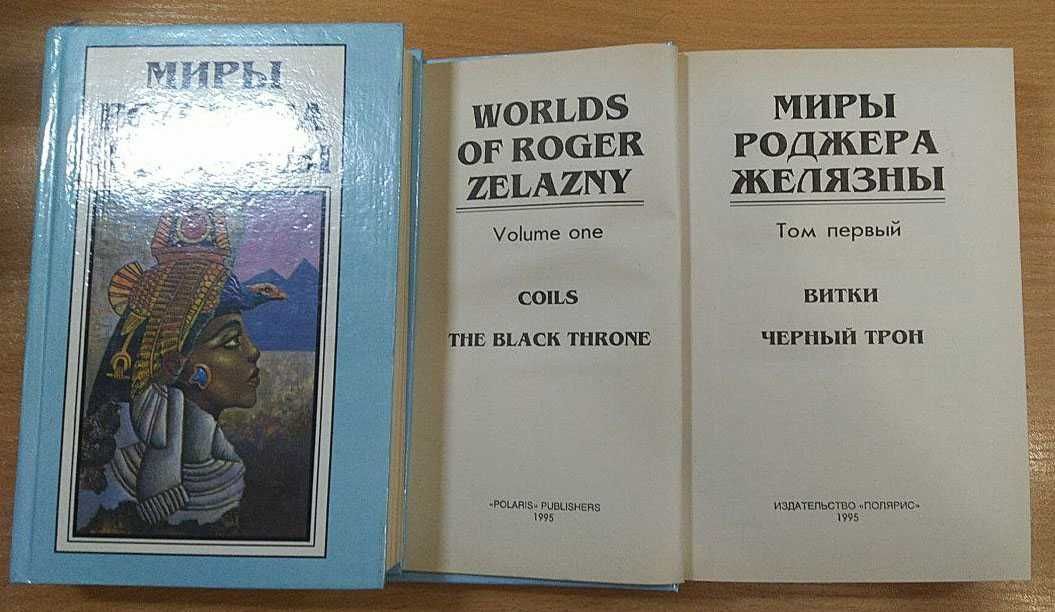 МИРЫ
WORLDS
OF ROGER
ZELAZNY
Volume one
COILS
THE BLACK THRONE
«POLARIS» PUBLISHERS
1995
МИРЫ
РОДЖЕРА
ЖЕЛЯЗНЫ
Том первый
ВИТКИ
ЧЕРНЫЙ ТРОН
ИЗДАТЕЛЬСТВО «ПОЛЯРИС»
1995